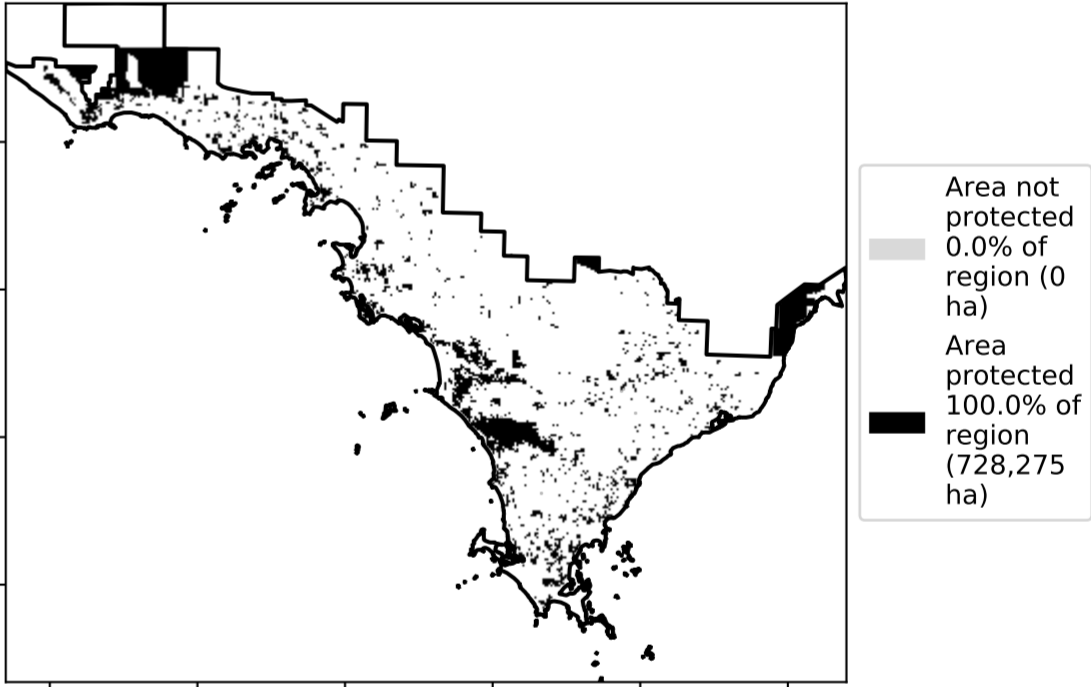 Area not
protected
0.0% of
region (0
ha)
Area
protected
100.0% of
region
(728,275
ha)